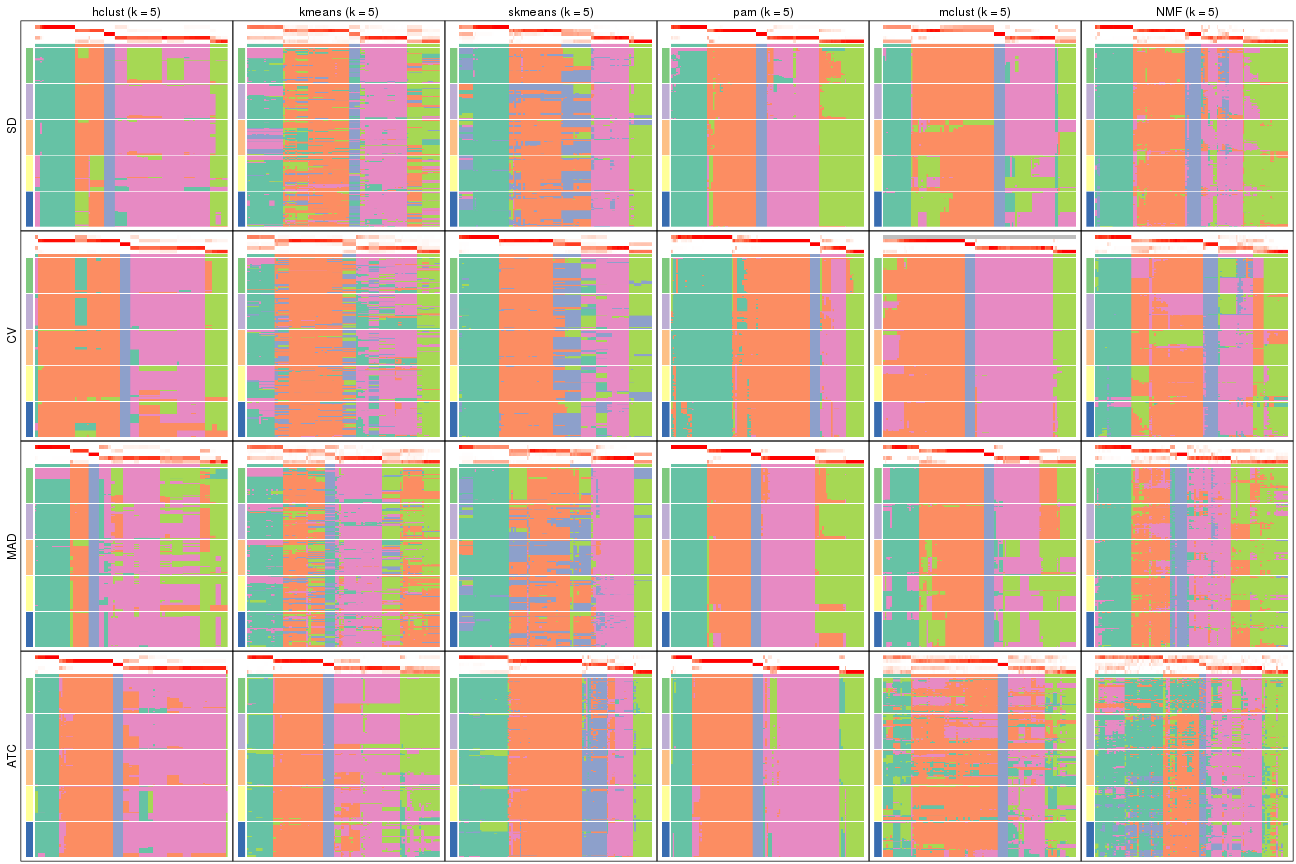 hclust (k = 5) kmeans (k = 5) skmeans (k = 5) pam (k = 5) mclust (k = 5) NMF (k = 5)
SD
CV
MAD
ATC